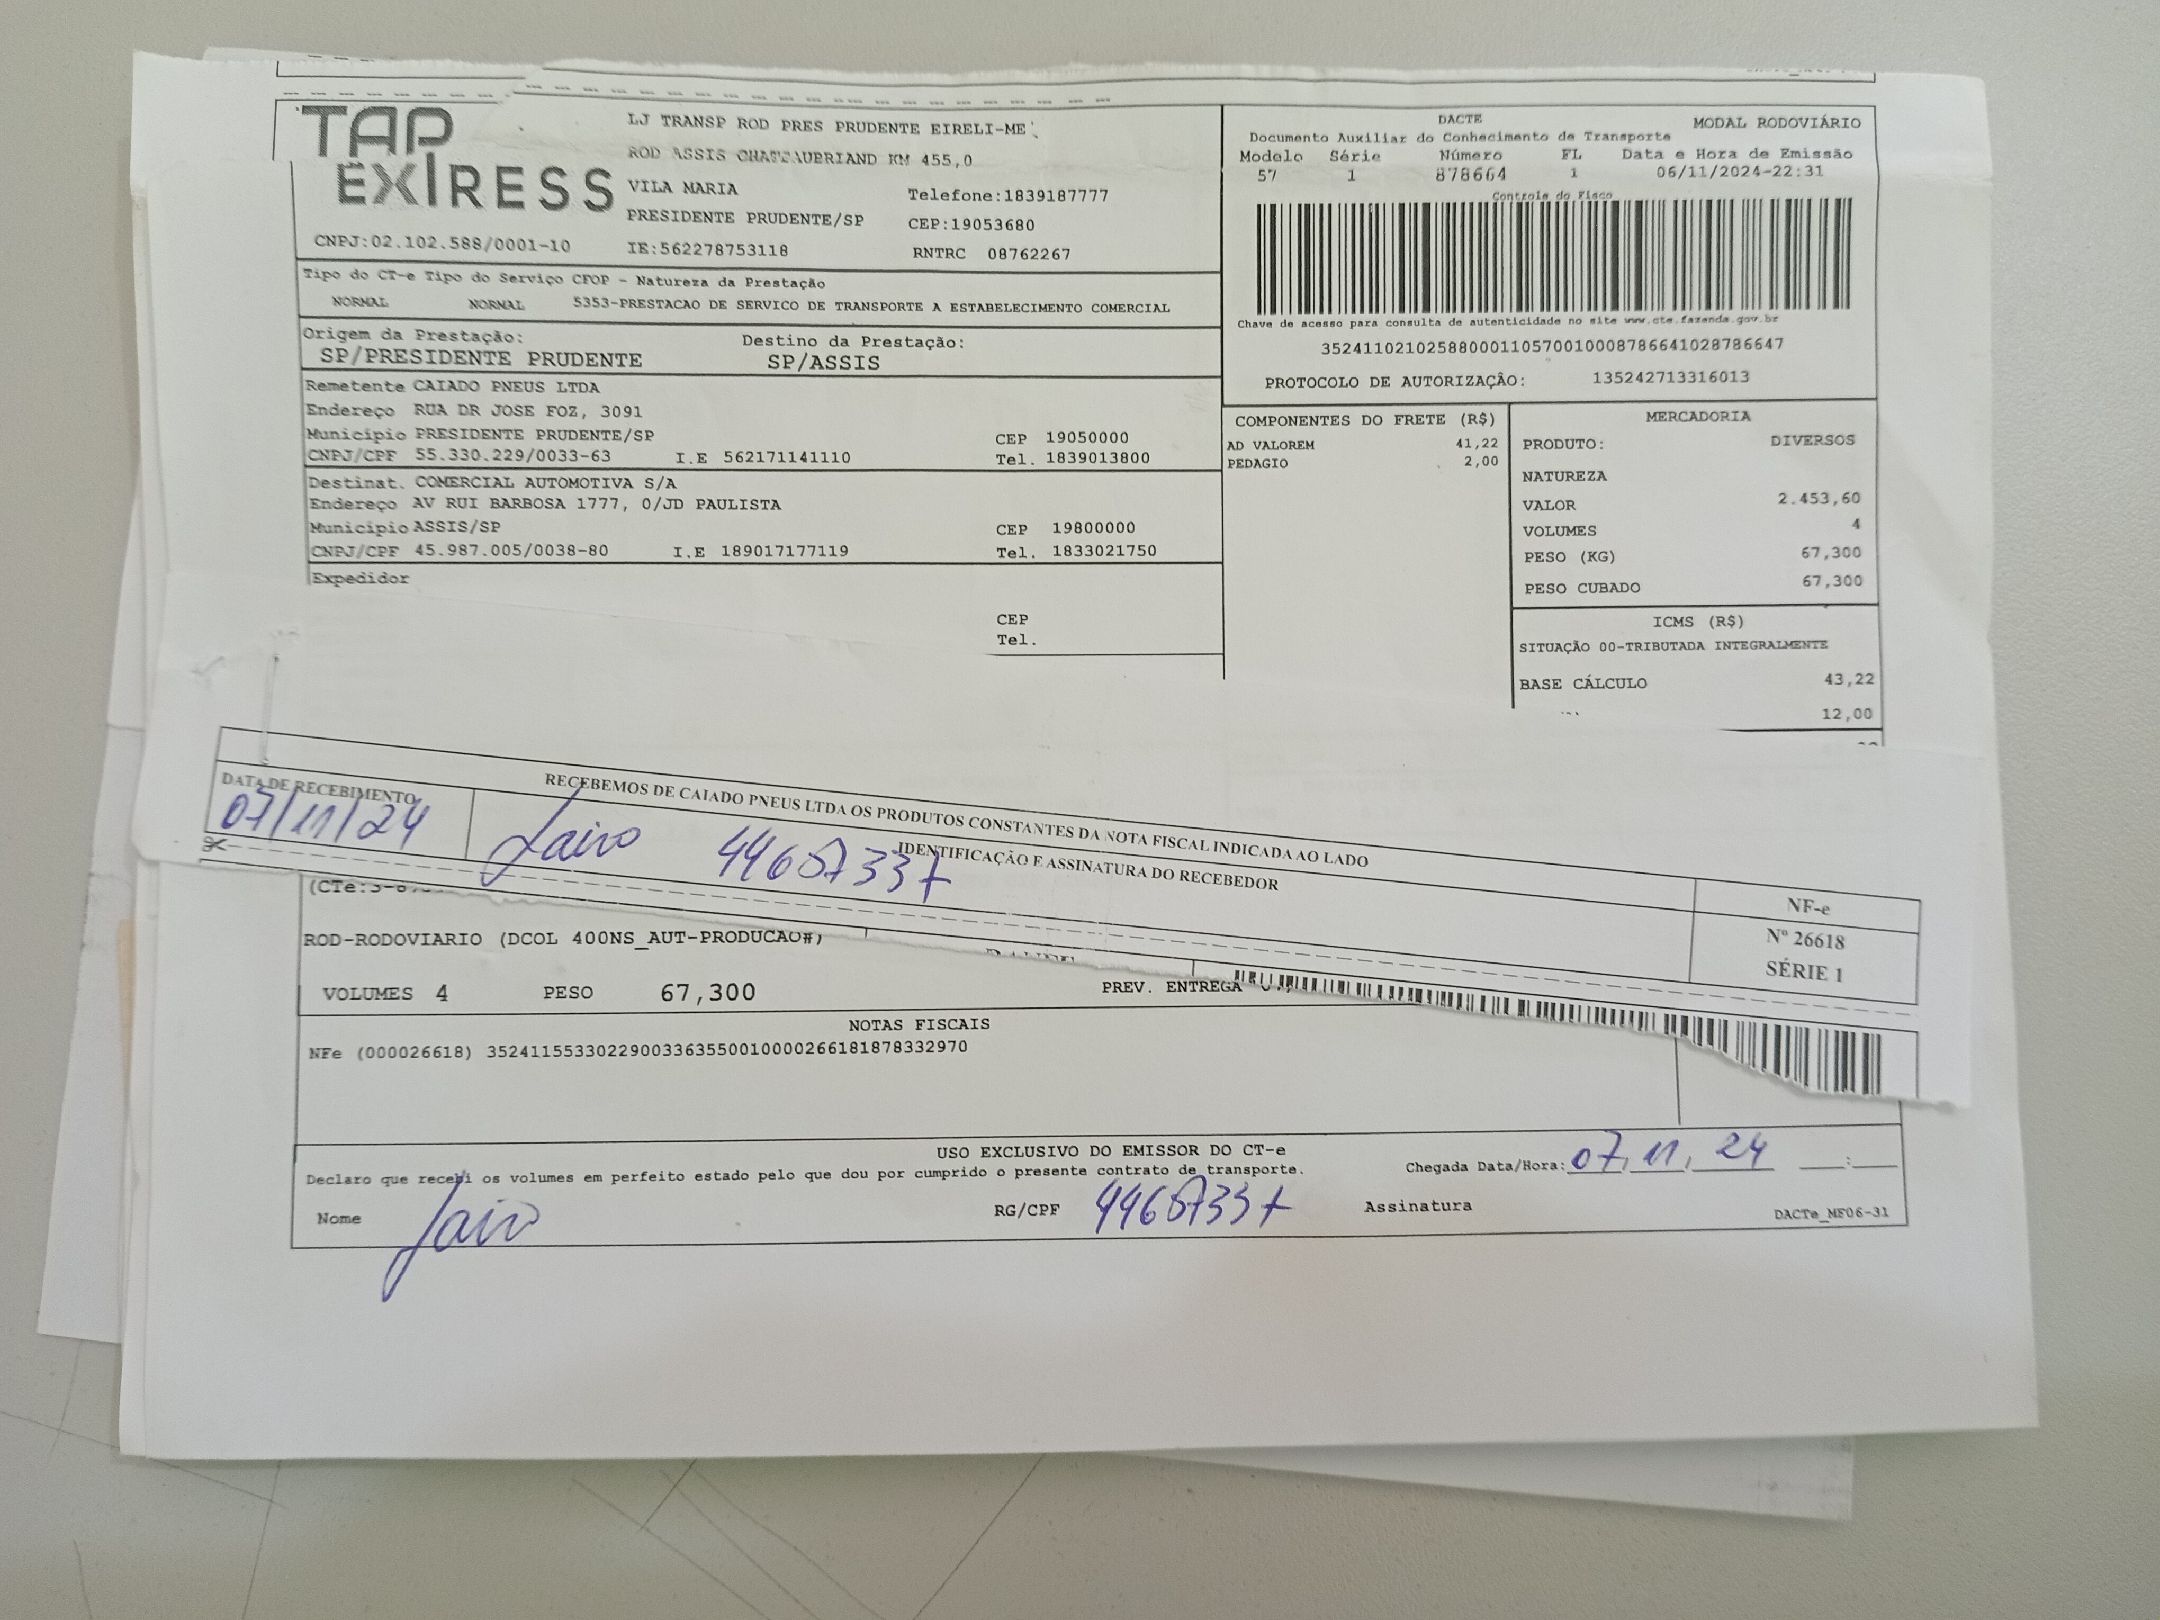 TAP
EXPRESS
LJ TRANSP ROD PRES PRUDENTE EIRELI-ME
ROD ASSIS CHATEAUBRIAND KM 455,0
VILA MARIA
Telefone:1839187777
PRESIDENTE PRUDENTE/SP
CEP:19053680
CNPJ:02.102.588/0001-10
IE:562278753118
RNTRC 08762267
DACTE
MODAL RODOVIÁRIO
Documento Auxiliar do Conhecimento de Transporte
Modelo Série Número FL Data e Hora de Emissão
57 1 878664 1 06/11/2024-22:31
Controle do Fisco
Chave de acesso para consulta de autenticidade no site www.cte.fazenda.gov.br
35241102102588000110570010008786641028786647
PROTOCOLO DE AUTORIZAÇÃO: 135242713316013
Tipo do CT-e Tipo do Serviço CFOP - Natureza da Prestação
NORMAL NORMAL 5353-PRESTACAO DE SERVICO DE TRANSPORTE A ESTABELECIMENTO COMERCIAL
Origem da Prestação: Destino da Prestação:
SP/PRESIDENTE PRUDENTE SP/ASSIS
Remetente CAIADO PNEUS LTDA
Endereço RUA DR JOSE FOZ, 3091
Município PRESIDENTE PRUDENTE/SP CEP 19050000
CNPJ/CPF 55.330.229/0033-63 I.E 562171141110 Tel. 1839013800
Destinat. COMERCIAL AUTOMOTIVA S/A
Endereço AV RUI BARBOSA 1777, 0/JD PAULISTA
Município ASSIS/SP CEP 19800000
CNPJ/CPF 45.987.005/0038-80 I.E 189017177119 Tel. 1833021750
Expedidor
CEP
Tel.
COMPONENTES DO FRETE (R$)
AD VALOREM 41,22
PEDAGIO 2,00
MERCADORIA
PRODUTO: DIVERSOS
NATUREZA
VALOR 2.453,60
VOLUMES 4
PESO (KG) 67,300
PESO CUBADO 67,300
ICMS (R$)
SITUAÇÃO 00-TRIBUTADA INTEGRALMENTE
BASE CÁLCULO 43,22
12,00
RECEBEMOS DE CAIADO PNEUS LTDA OS PRODUTOS CONSTANTES DA NOTA FISCAL INDICADA AO LADO
DATA DE RECEBIMENTO
07/11/24
IDENTIFICAÇÃO E ASSINATURA DO RECEBEDOR
Jairo
NF-e
Nº 26618
SÉRIE 1
ROD-RODOVIARIO (DCOL 400NS_AUT-PRODUCAO#)
VOLUMES 4 PESO 67,300 PREV. ENTREGA
NOTAS FISCAIS
NFe (000026618) 35241155330229003363550010000266181878332970
USO EXCLUSIVO DO EMISSOR DO CT-e
Declaro que recebi os volumes em perfeito estado pelo que dou por cumprido o presente contrato de transporte.
Chegada Data/Hora: 07, 11, 24 :
Nome Jairo RG/CPF Assinatura
DACTe_MF06-31